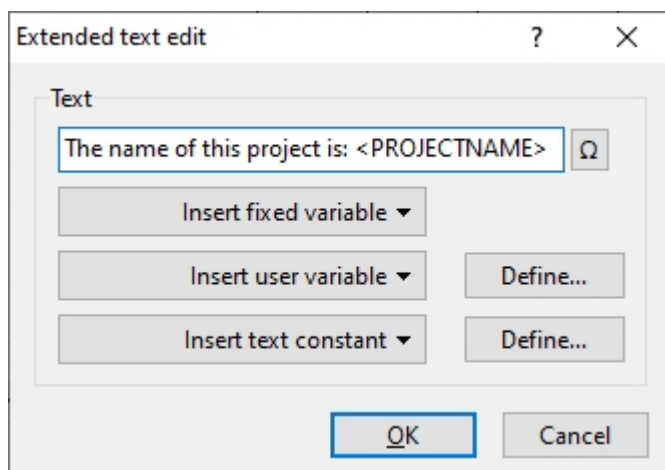 Extended text edit ?
Text
The name of this project is: <PROJECTNAME> Ω
Insert fixed variable
Insert user variable Define...
Insert text constant Define...
OK Cancel